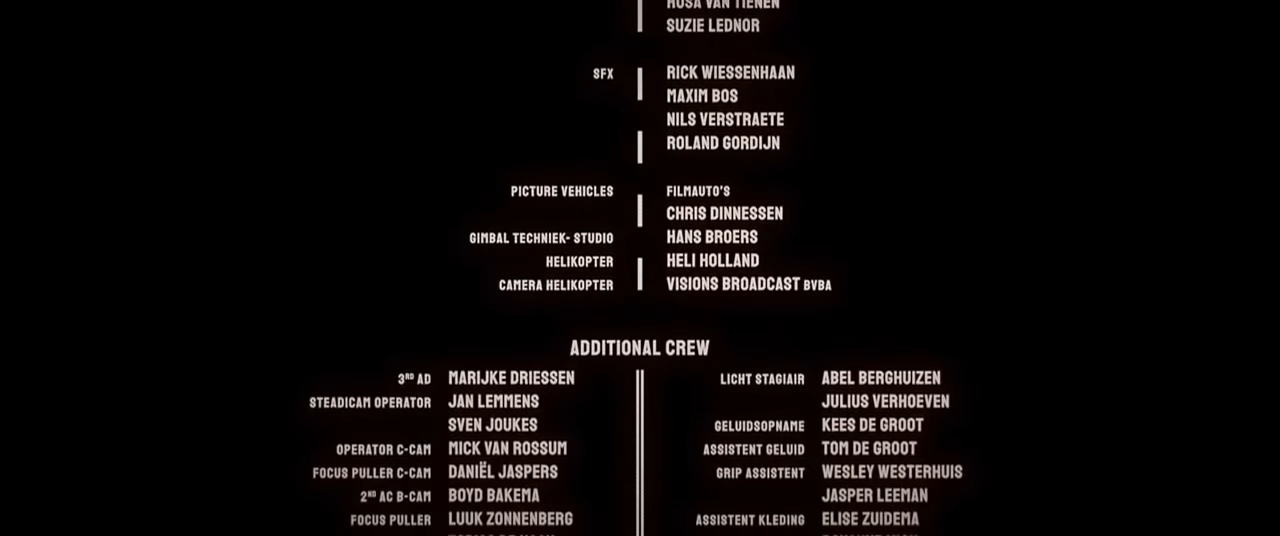 ROSA VAN TIENEN
SUZIE LEDNOR
SFX RICK WIESSENHAAN
MAXIM BOS
NILS VERSTRAETE
ROLAND GORDIJN
PICTURE VEHICLES FILMAUTO'S
CHRIS DINNESSEN
GIMBAL TECHNIEK- STUDIO HANS BROERS
HELIKOPTER HELI HOLLAND
CAMERA HELIKOPTER VISIONS BROADCAST BVBA
ADDITIONAL CREW
3RD AD MARIJKE DRIESSEN
STEADICAM OPERATOR JAN LEMMENS
SVEN JOUKES
OPERATOR C-CAM MICK VAN ROSSUM
FOCUS PULLER C-CAM DANIËL JASPERS
2ND AC B-CAM BOYD BAKEMA
FOCUS PULLER LUUK ZONNENBERG
LICHT STAGIAIR ABEL BERGHUIZEN
JULIUS VERHOEVEN
GELUIDSOPNAME KEES DE GROOT
ASSISTENT GELUID TOM DE GROOT
GRIP ASSISTENT WESLEY WESTERHUIS
JASPER LEEMAN
ASSISTENT KLEDING ELISE ZUIDEMA